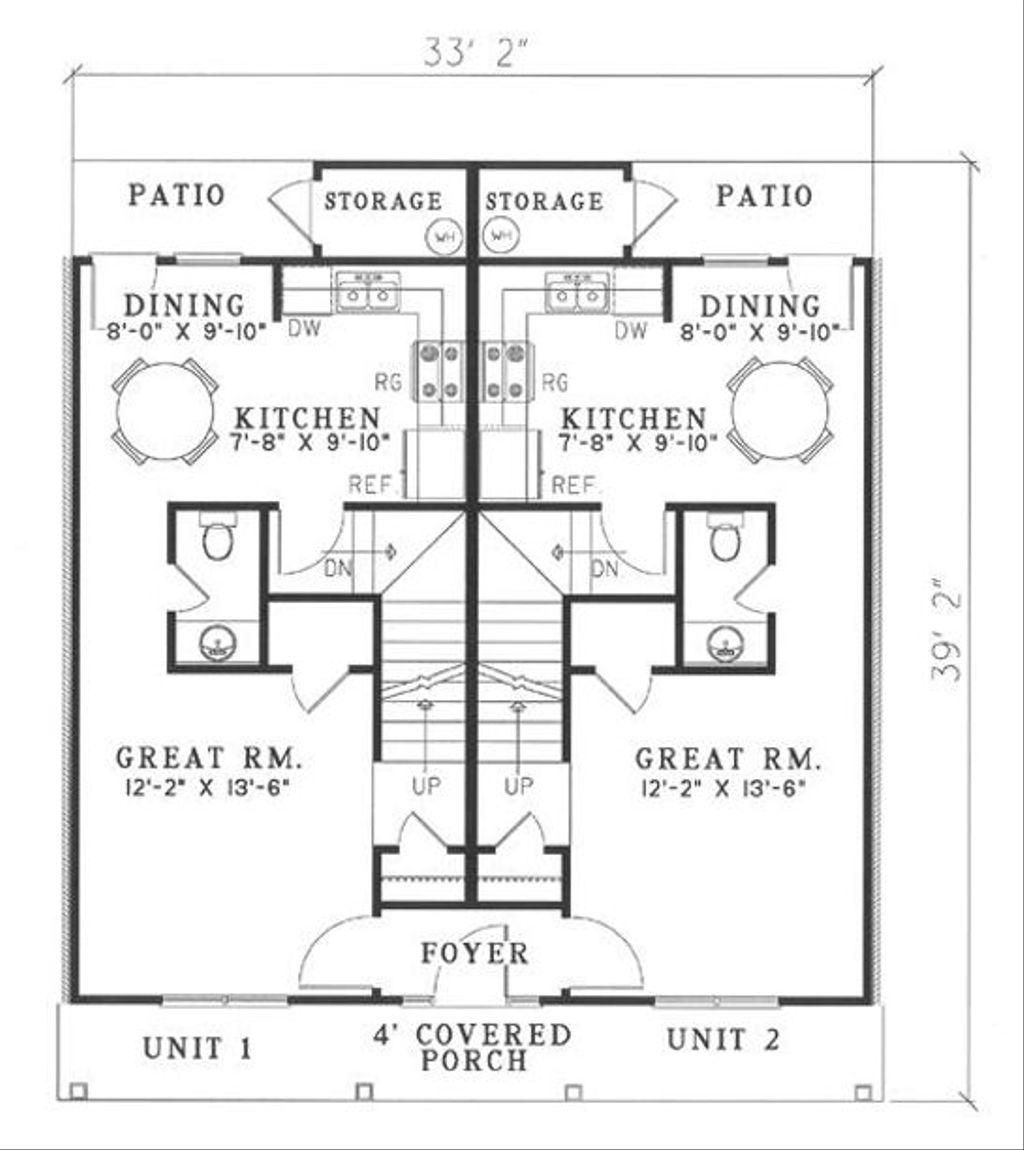 33' 2"
PATIO
STORAGE
STORAGE
PATIO
WH
WH
DINING
8'-0" X 9'-10"
DW
DW
DINING
8'-0" X 9'-10"
RG
RG
KITCHEN
7'-8" X 9'-10"
KITCHEN
7'-8" X 9'-10"
REF.
REF.
DN
DN
39' 2"
GREAT RM.
12'-2" X 13'-6"
UP
UP
GREAT RM.
12'-2" X 13'-6"
FOYER
UNIT 1
4' COVERED
PORCH
UNIT 2